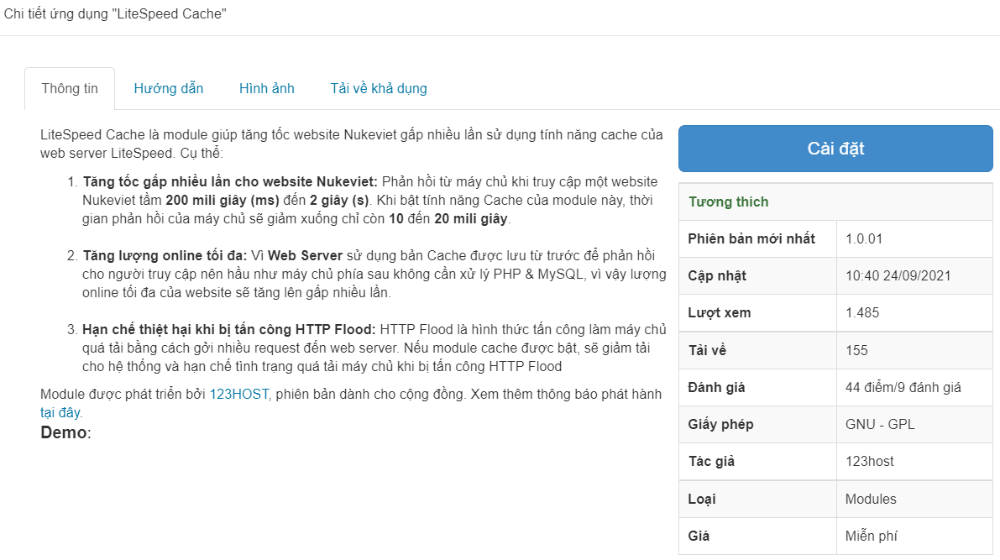 Chi tiết ứng dụng "LiteSpeed Cache"
Thông tin
Hướng dẫn
Hình ảnh
Tải về khả dụng
LiteSpeed Cache là module giúp tăng tốc website Nukeviet gấp nhiều lần sử dụng tính năng cache của
web server LiteSpeed. Cụ thể:
1. Tăng tốc gấp nhiều lần cho website Nukeviet: Phản hồi từ máy chủ khi truy cập một website
Nukeviet tầm 200 mili giây (ms) đến 2 giây (s). Khi bật tính năng Cache của module này, thời
gian phản hồi của máy chủ sẽ giảm xuống chỉ còn 10 đến 20 mili giây.
2. Tăng lượng online tối đa: Vì Web Server sử dụng bản Cache được lưu từ trước để phản hồi
cho người truy cập nên hầu như máy chủ phía sau không cần xử lý PHP & MySQL, vì vậy lượng
online tối đa của website sẽ tăng lên gấp nhiều lần.
3. Hạn chế thiệt hại khi bị tấn công HTTP Flood: HTTP Flood là hình thức tấn công làm máy chủ
quá tải bằng cách gởi nhiều request đến web server. Nếu module cache được bật, sẽ giảm tải
cho hệ thống và hạn chế tình trạng quá tải máy chủ khi bị tấn công HTTP Flood
Module được phát triển bởi 123HOST, phiên bản dành cho cộng đồng. Xem thêm thông báo phát hành
tại đây.
Demo:
Cài đặt
Tương thích
Phiên bản mới nhất 1.0.01
Cập nhật 10:40 24/09/2021
Lượt xem 1.485
Tải về 155
Đánh giá 44 điểm/9 đánh giá
Giấy phép GNU - GPL
Tác giả 123host
Loại Modules
Giá Miễn phí